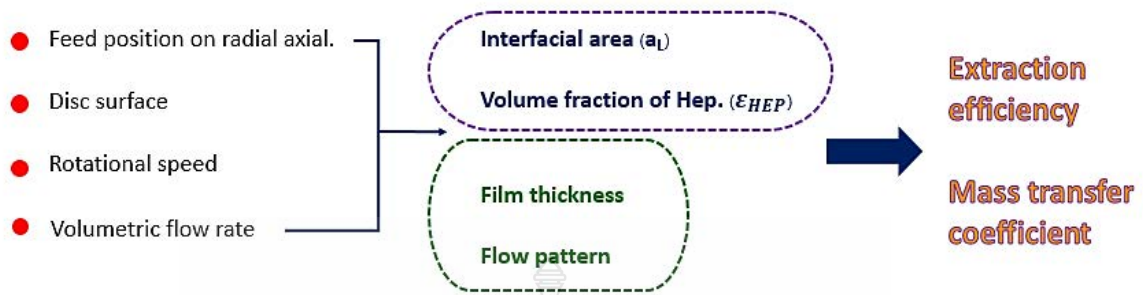 Feed position on radial axial.
Disc surface
Rotational speed
Volumetric flow rate
Interfacial area (aL)
Volume fraction of Hep. (εHEP)
Film thickness
Flow pattern
Extraction
efficiency
Mass transfer
coefficient